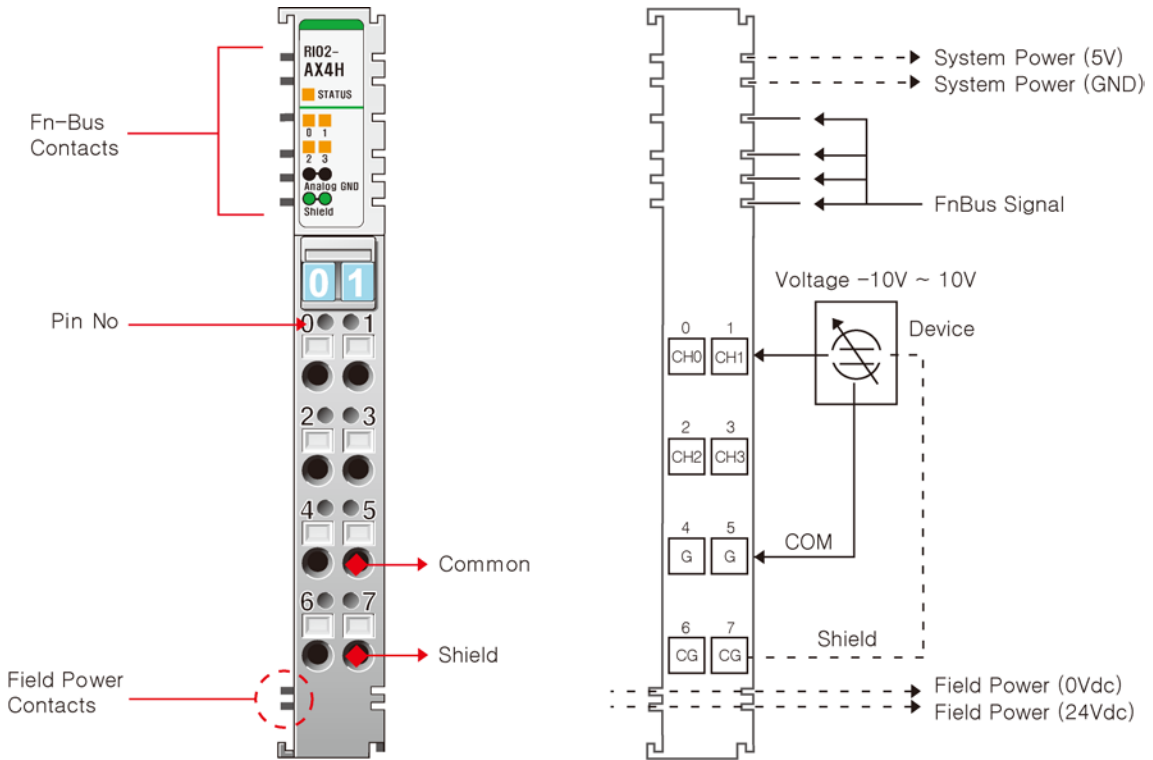 RIO2-
AX4H
STATUS
0 1
2 3
Analog GND
Shield
Fn-Bus
Contacts
01
Pin No
0 1
2 3
4 5
Common
6 7
Shield
Field Power
Contacts
System Power (5V)
System Power (GND)
FnBus Signal
Voltage -10V ~ 10V
Device
0 1
CH0 CH1
2 3
CH2 CH3
4 5
G G
COM
6 7
CG CG
Shield
Field Power (0Vdc)
Field Power (24Vdc)